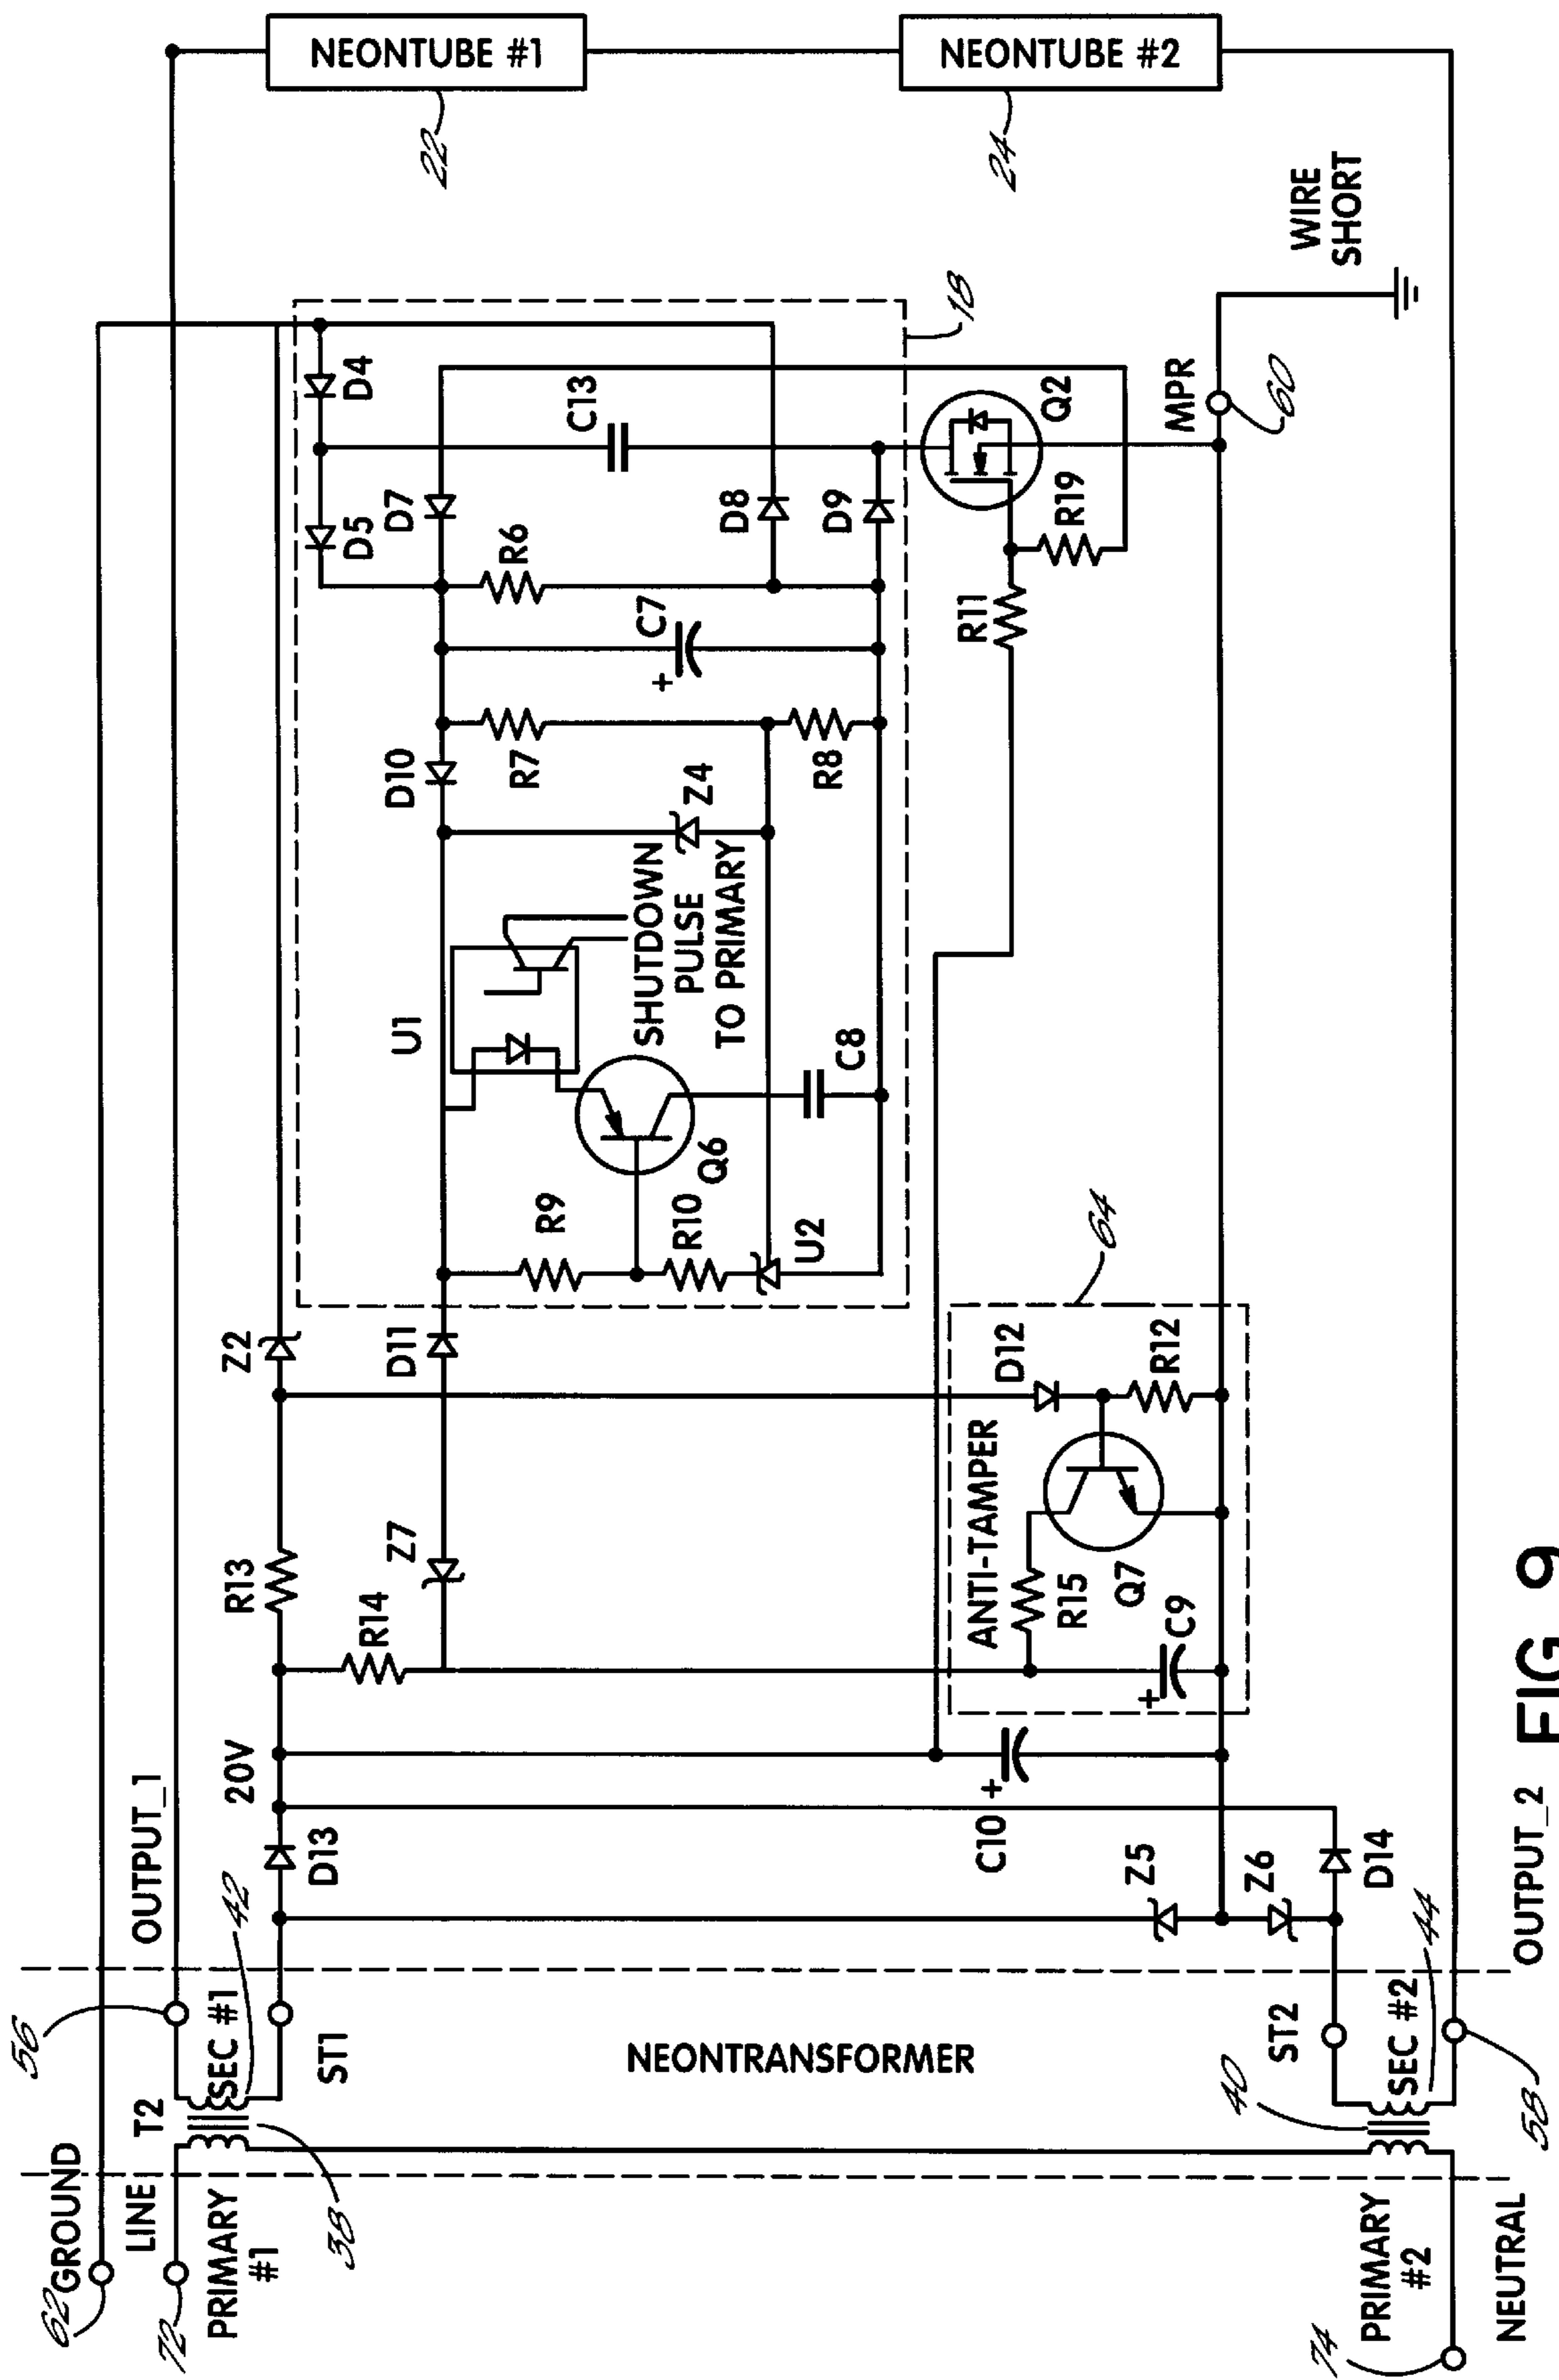 62
GROUND
72
LINE
T2
PRIMARY
#1
38
56
SEC #1
42
ST1
NEONTRANSFORMER
OUTPUT_1
20V
D13
R13
R14
Z2
Z7
D11
NEONTUBE #1
22
NEONTUBE #2
24
18
D4
D5
D7
C13
D8
D9
R6
C7
+
D10
R7
R8
Z4
U1
SHUTDOWN
PULSE
TO PRIMARY
C8
Q6
R9
R10
U2
Q2
R19
R11
MPR
60
WIRE
SHORT
64
ANTI-TAMPER
D12
R12
R15
Q7
C9
+
C10
+
Z5
Z6
D14
ST2
40
SEC #2
44
58
OUTPUT_2
PRIMARY
#2
74
NEUTRAL
FIG. 9